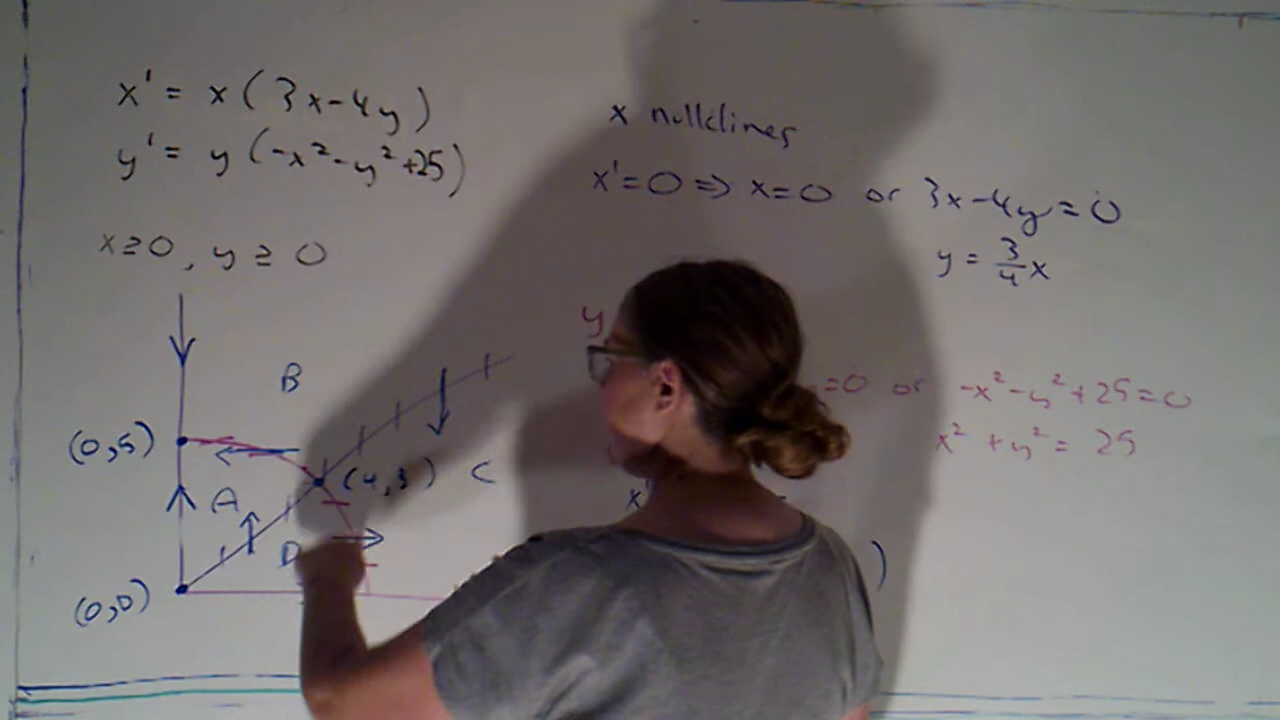 x' = x (3x-4y)
y' = y (-x²-y²+25)
x ≥ 0 , y ≥ 0
B
(0,5)
(4,3)
C
A
D
(0,0)
x nullclines
x'=0 ⇒ x=0 or 3x-4y=0
y = 3/4 x
y
=0 or -x²-y²+25=0
x² + y² = 25
x
)